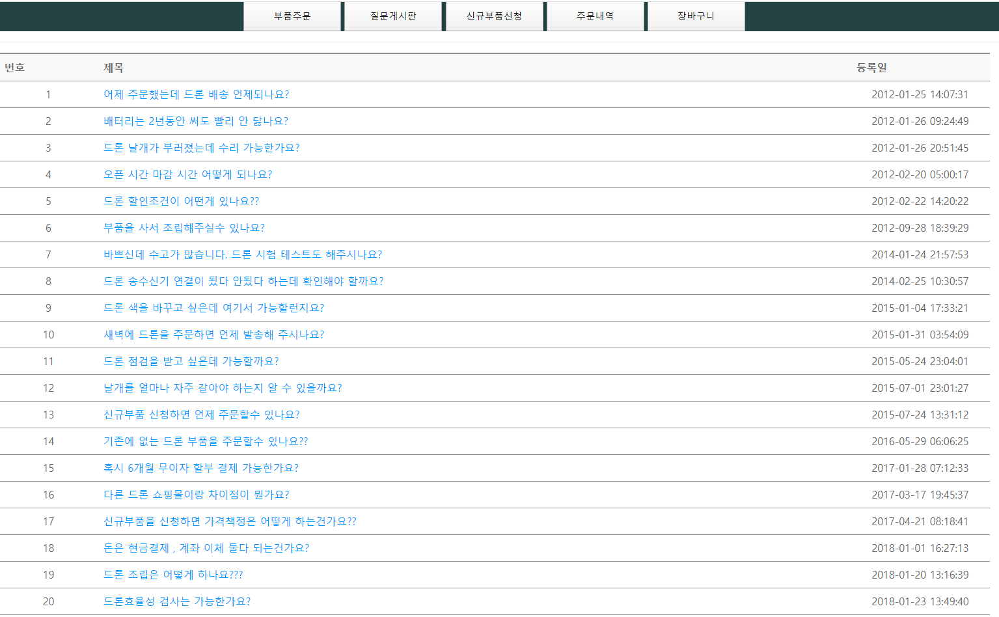 부품주문 질문게시판 신규부품신청 주문내역 장바구니
번호 제목 등록일
1 어제 주문했는데 드론 배송 언제되나요? 2012-01-25 14:07:31
2 배터리는 2년동안 써도 빨리 안 닳나요? 2012-01-26 09:24:49
3 드론 날개가 부러졌는데 수리 가능한가요? 2012-01-26 20:51:45
4 오픈 시간 마감 시간 어떻게 되나요? 2012-02-20 05:00:17
5 드론 할인조건이 어떤게 있나요?? 2012-02-22 14:20:22
6 부품을 사서 조립해주실수 있나요? 2012-09-28 18:39:29
7 바쁘신데 수고가 많습니다. 드론 시험 테스트도 해주시나요? 2014-01-24 21:57:53
8 드론 송수신기 연결이 됬다 안됬다 하는데 확인해야 할까요? 2014-02-25 10:30:57
9 드론 색을 바꾸고 싶은데 여기서 가능할런지요? 2015-01-04 17:33:21
10 새벽에 드론을 주문하면 언제 발송해 주시나요? 2015-01-31 03:54:09
11 드론 점검을 받고 싶은데 가능할까요? 2015-05-24 23:04:01
12 날개를 얼마나 자주 갈아야 하는지 알 수 있을까요? 2015-07-01 23:01:27
13 신규부품 신청하면 언제 주문할수 있나요? 2015-07-24 13:31:12
14 기존에 없는 드론 부품을 주문할수 있나요?? 2016-05-29 06:06:25
15 혹시 6개월 무이자 할부 결제 가능한가요? 2017-01-28 07:12:33
16 다른 드론 쇼핑몰이랑 차이점이 뭔가요? 2017-03-17 19:45:37
17 신규부품을 신청하면 가격책정은 어떻게 하는건가요?? 2017-04-21 08:18:41
18 돈은 현금결제 , 계좌 이체 둘다 되는건가요? 2018-01-01 16:27:13
19 드론 조립은 어떻게 하나요??? 2018-01-20 13:16:39
20 드론효율성 검사는 가능한가요? 2018-01-23 13:49:40